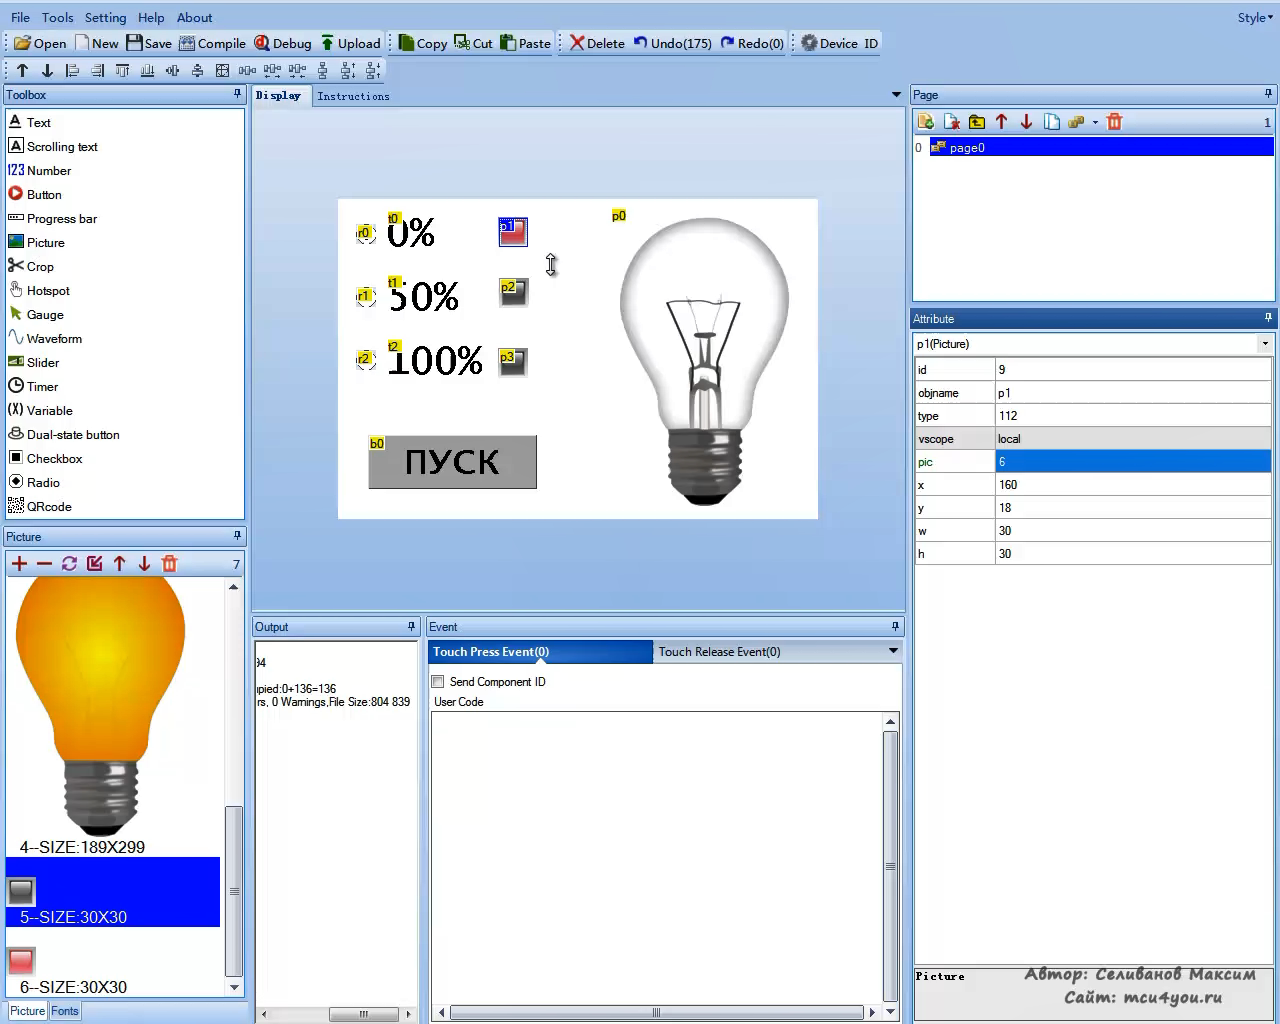 File Tools Setting Help About Style
Open New Save Compile Debug Upload Copy Cut Paste Delete Undo(175) Redo(0) Device ID
Toolbox
Text
Scrolling text
123 Number
Button
Progress bar
Picture
Crop
Hotspot
Gauge
Waveform
Slider
Timer
(X) Variable
Dual-state button
Checkbox
Radio
QRcode
Picture
7
4--SIZE:189X299
5--SIZE:30X30
6--SIZE:30X30
Picture Fonts
Display Instructions
r0 t0 0% p1 p0
r1 t1 50% p2
r2 t2 100% p3
b0 ПУСК
Output
94
pied:0+136=136
rs, 0 Warnings,File Size:804 839
Event
Touch Press Event(0) Touch Release Event(0)
Send Component ID
User Code
Page
1
0 page0
Attribute
p1(Picture)
id 9
objname p1
type 112
vscope local
pic 6
x 160
y 18
w 30
h 30
Picture
Автор: Селиванов Максим
Сайт: mcu4you.ru